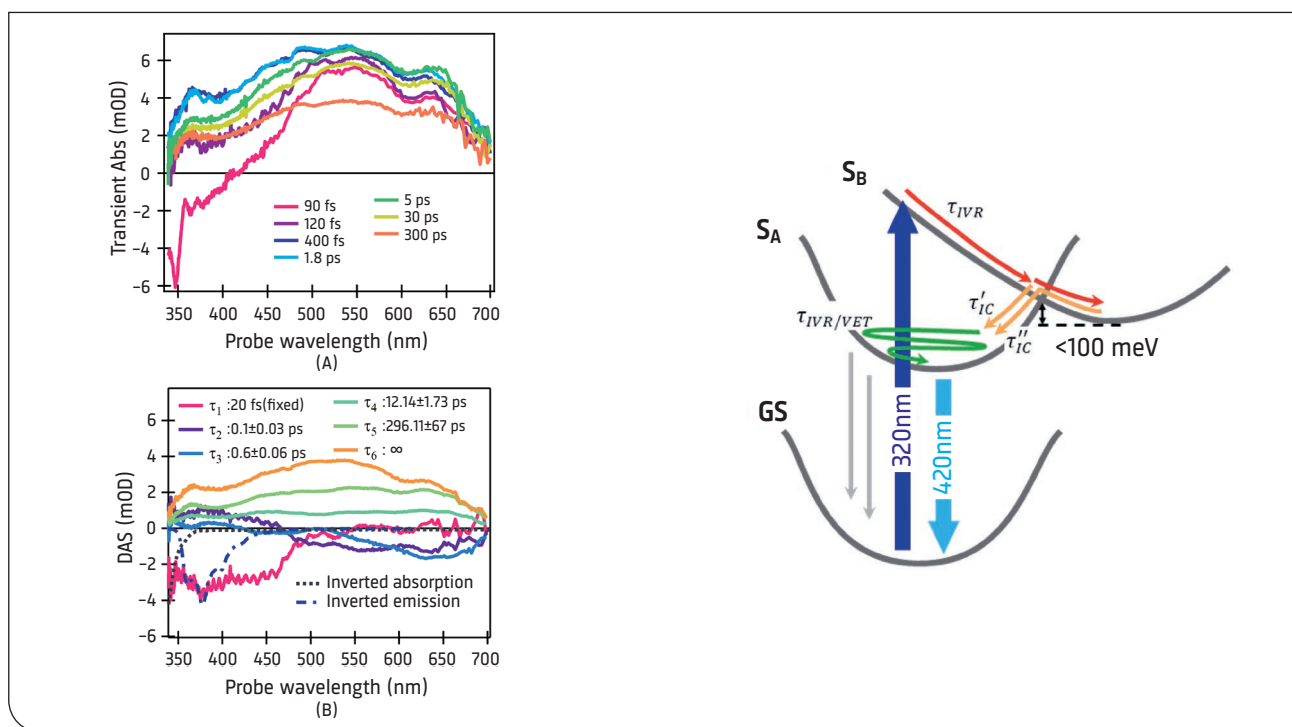 6
4
2
0
-2
-4
-6
Transient Abs (mOD)
90 fs
120 fs
400 fs
1.8 ps
5 ps
30 ps
300 ps
350 400 450 500 550 600 650 700
Probe wavelength (nm)
(A)
6
4
2
0
-2
-4
-6
DAS (mOD)
τ1 :20 fs(fixed)
τ2 :0.1±0.03 ps
τ3 :0.6±0.06 ps
τ4 :12.14±1.73 ps
τ5 :296.11±67 ps
τ6 : ∞
Inverted absorption
Inverted emission
350 400 450 500 550 600 650 700
Probe wavelength (nm)
(B)
SB
τIVR
SA
τIVR/VET
τ'IC
τ''IC
<100 meV
GS
320nm
420nm